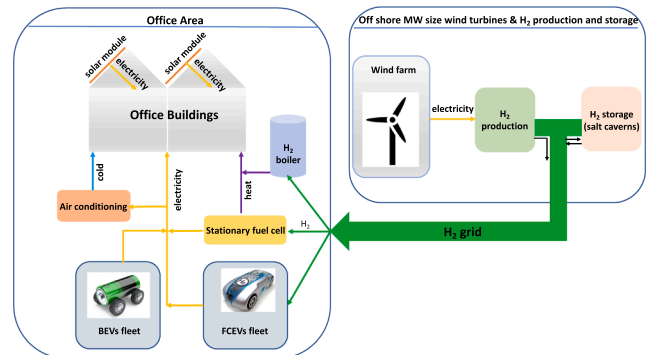 Office Area
solar module
electricity
solar module
electricity
Office Buildings
H₂
boiler
cold
electricity
heat
Air conditioning
Stationary fuel cell
H₂
BEVs fleet
FCEVs fleet
Off shore MW size wind turbines & H₂ production and storage
Wind farm
electricity
H₂
production
H₂ storage
(salt caverns)
H₂ grid